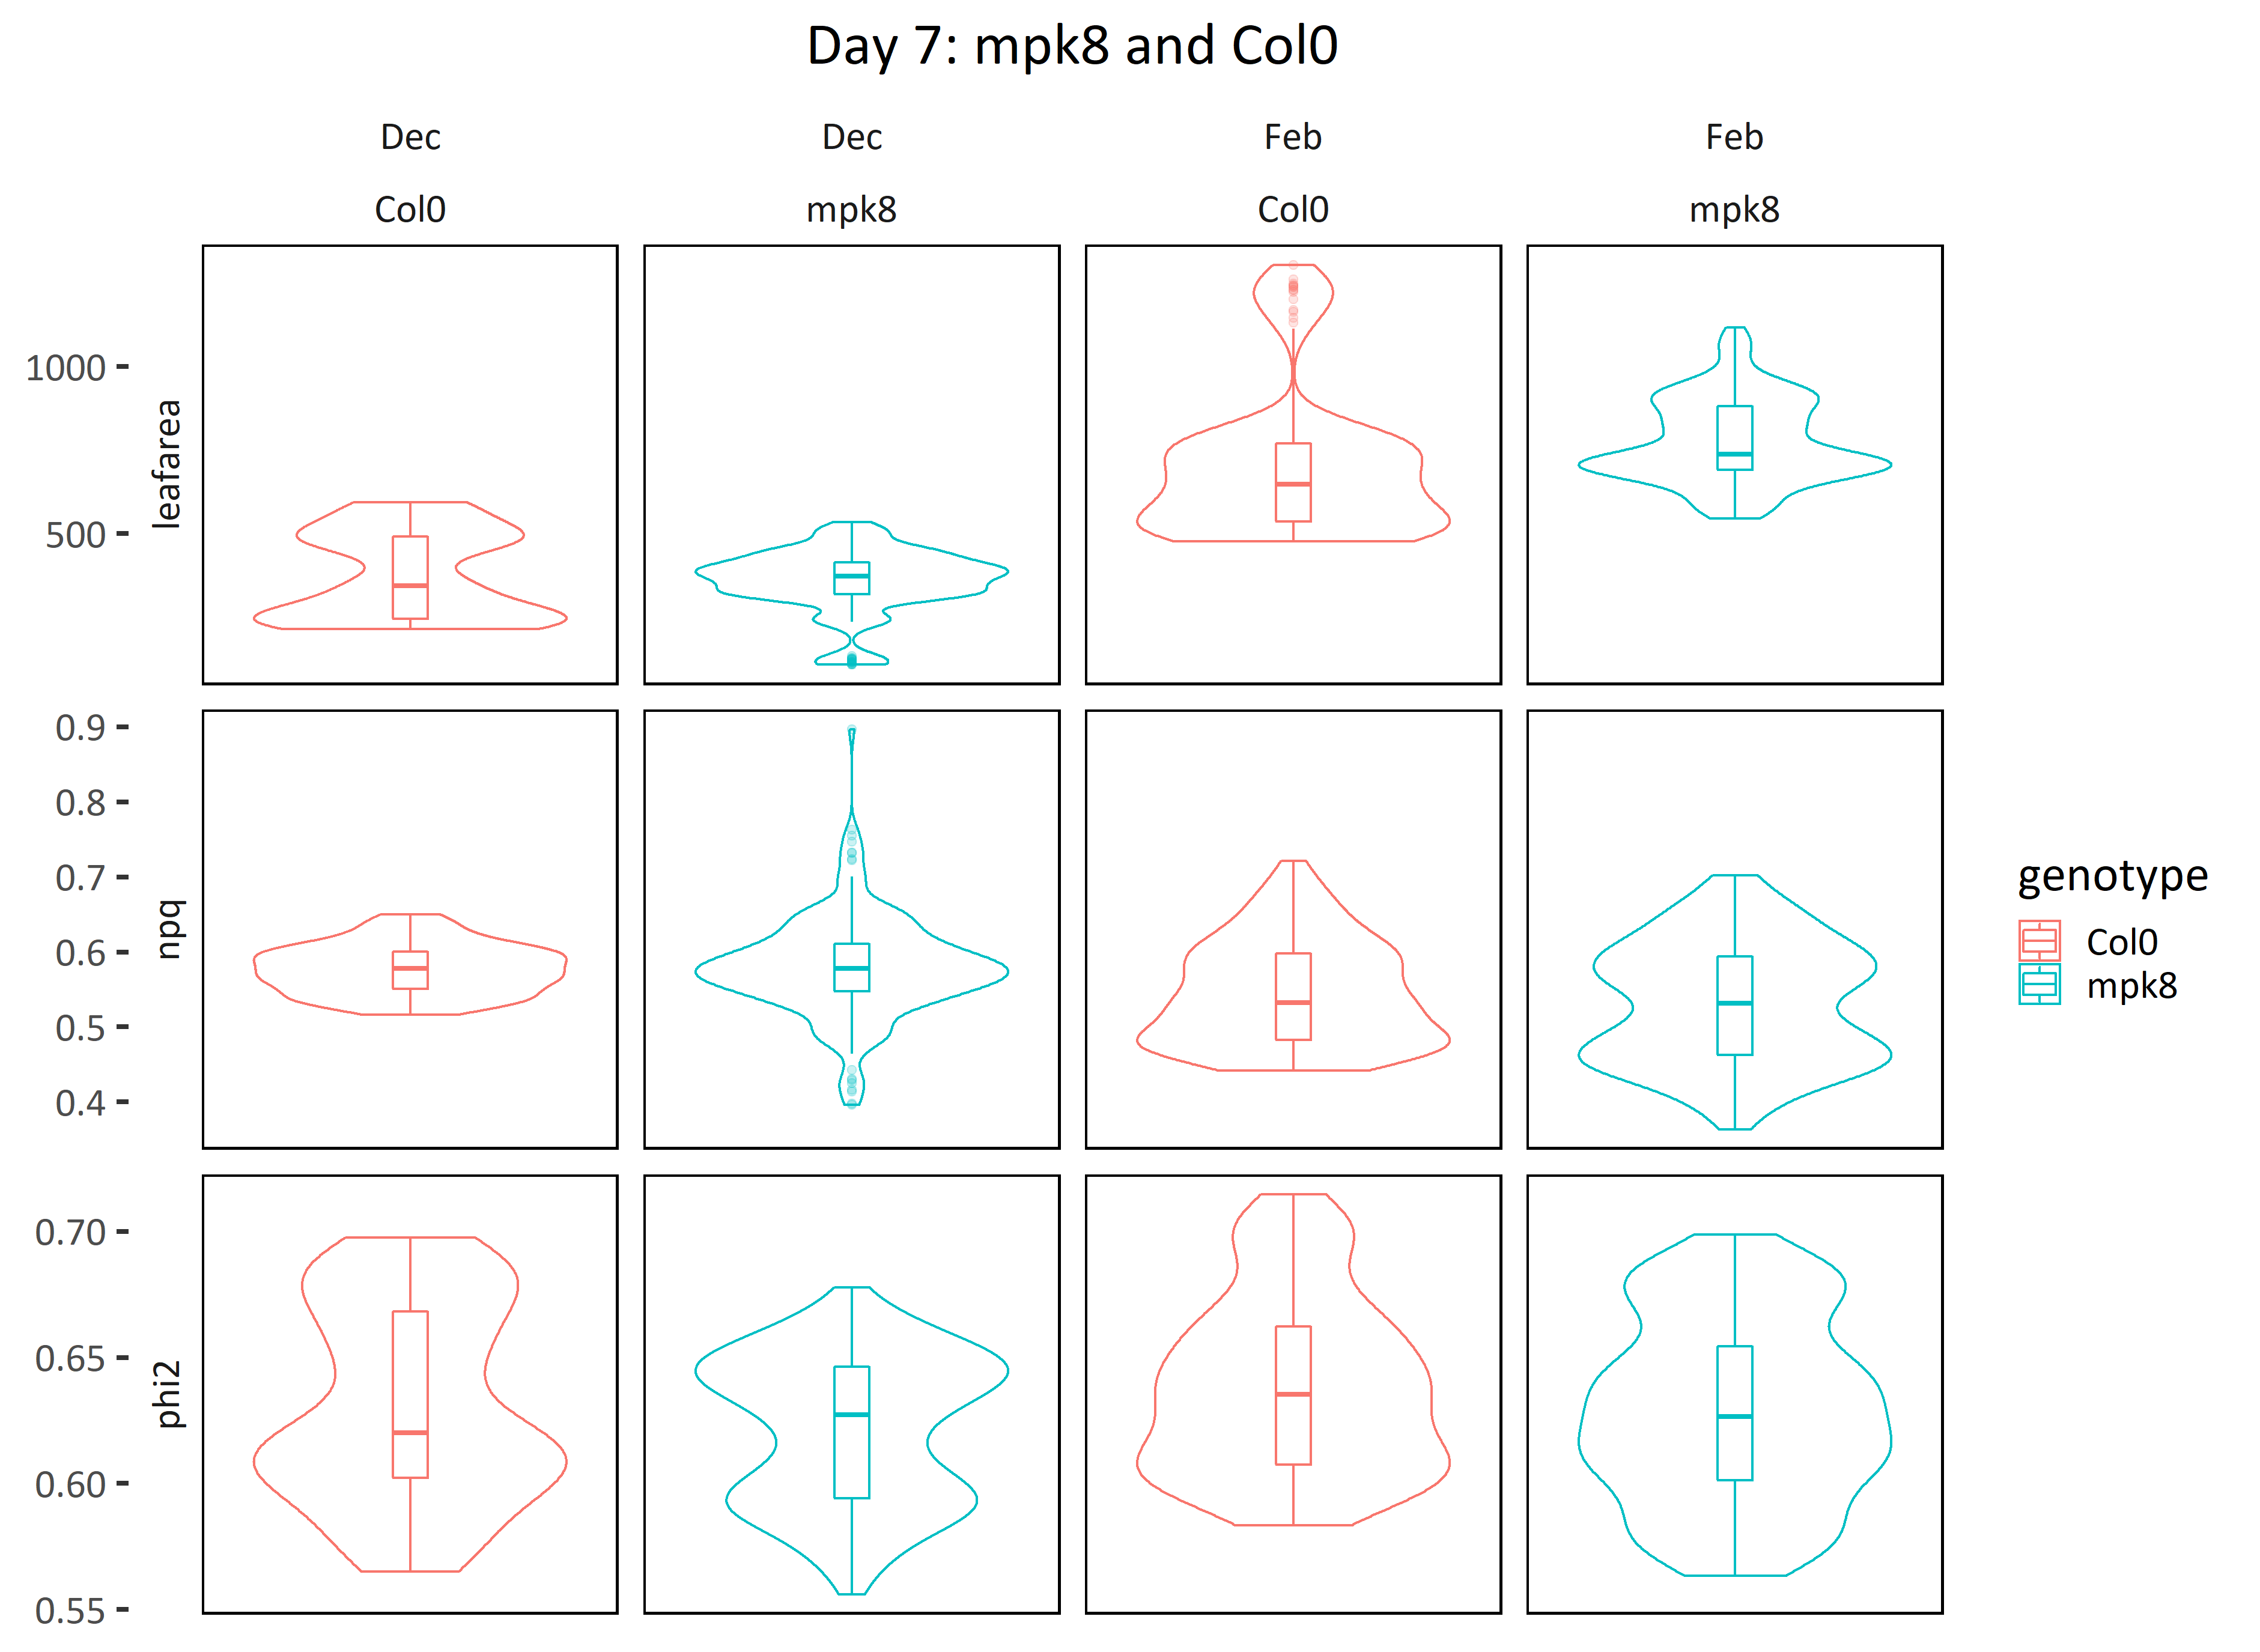 Day 7: mpk8 and Col0
Dec
Dec
Feb
Feb
Col0
mpk8
Col0
mpk8
1000
500
leafarea
0.9
0.8
0.7
0.6
0.5
0.4
npq
0.70
0.65
0.60
0.55
phi2
genotype
Col0
mpk8